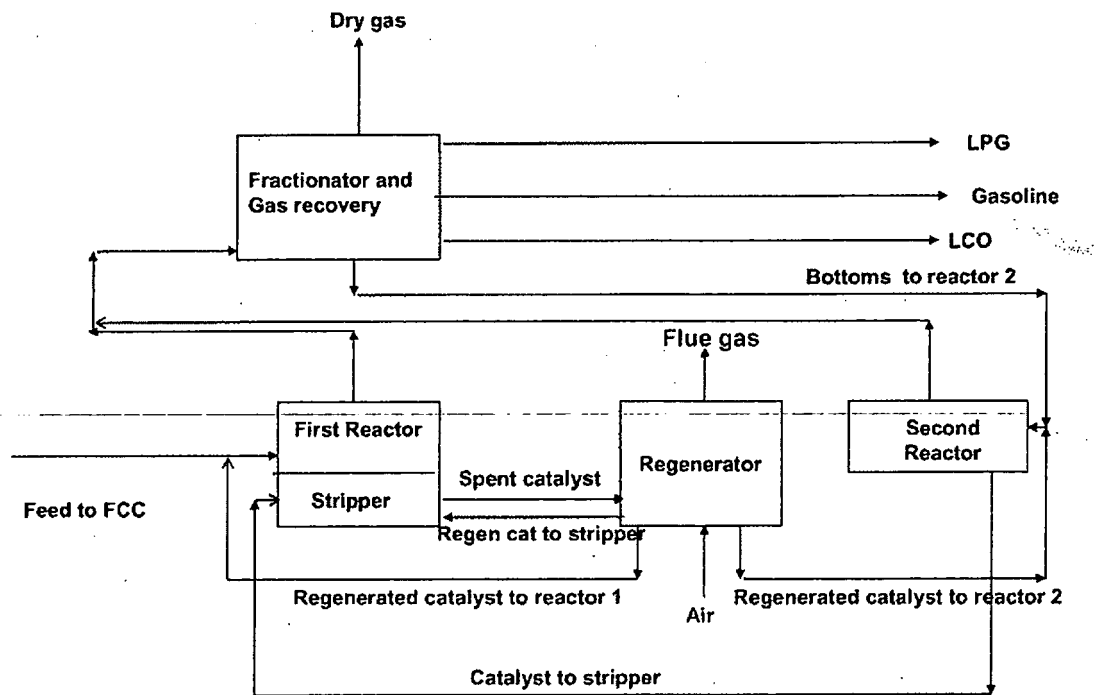 Dry gas
LPG
Fractionator and
Gas recovery
Gasoline
LCO
Bottoms to reactor 2
Flue gas
First Reactor
Second
Reactor
Regenerator
Spent catalyst
Stripper
Feed to FCC
Regen cat to stripper
Regenerated catalyst to reactor 1
Air
Regenerated catalyst to reactor 2
Catalyst to stripper